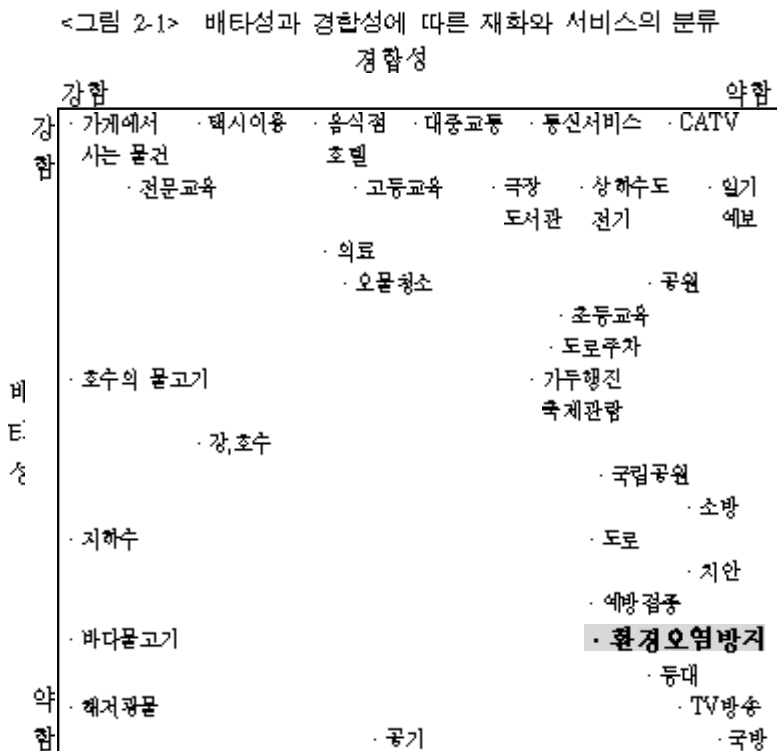 <그림 2-1> 배타성과 경합성에 따른 재화와 서비스의 분류
경합성
강함 약함
강함
· 가게에서 · 택시이용 · 음식점 · 대중교통 · 통신서비스 · CATV
사는 물건 호텔
· 전문교육 · 고등교육 · 극장 · 상하수도 · 일기
도서관 전기 예보
· 의료
· 오물청소 · 공원
· 초등교육
· 도로주차
배타성
· 호수의 물고기 · 가두행진
축제관람
· 강,호수
· 국립공원
· 소방
· 지하수 · 도로
· 치안
· 예방접종
· 바다물고기 · 환경오염방지
· 등대
약함
· 해저광물 · TV방송
· 공기 · 국방